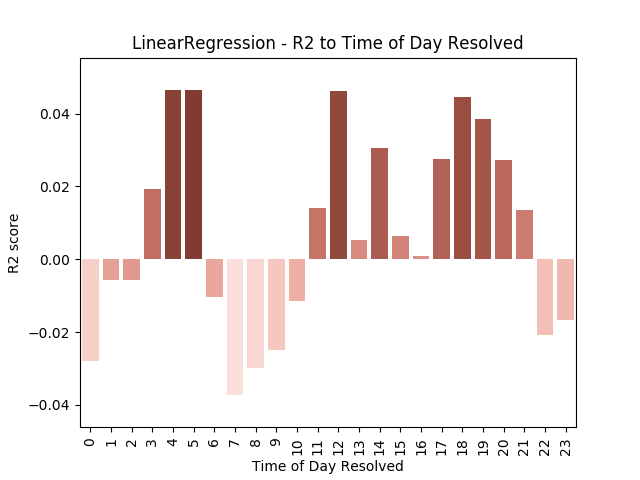 LinearRegression - R2 to Time of Day Resolved
0.04
0.02
0.00
−0.02
−0.04
R2 score
0 1 2 3 4 5 6 7 8 9 10 11 12 13 14 15 16 17 18 19 20 21 22 23
Time of Day Resolved